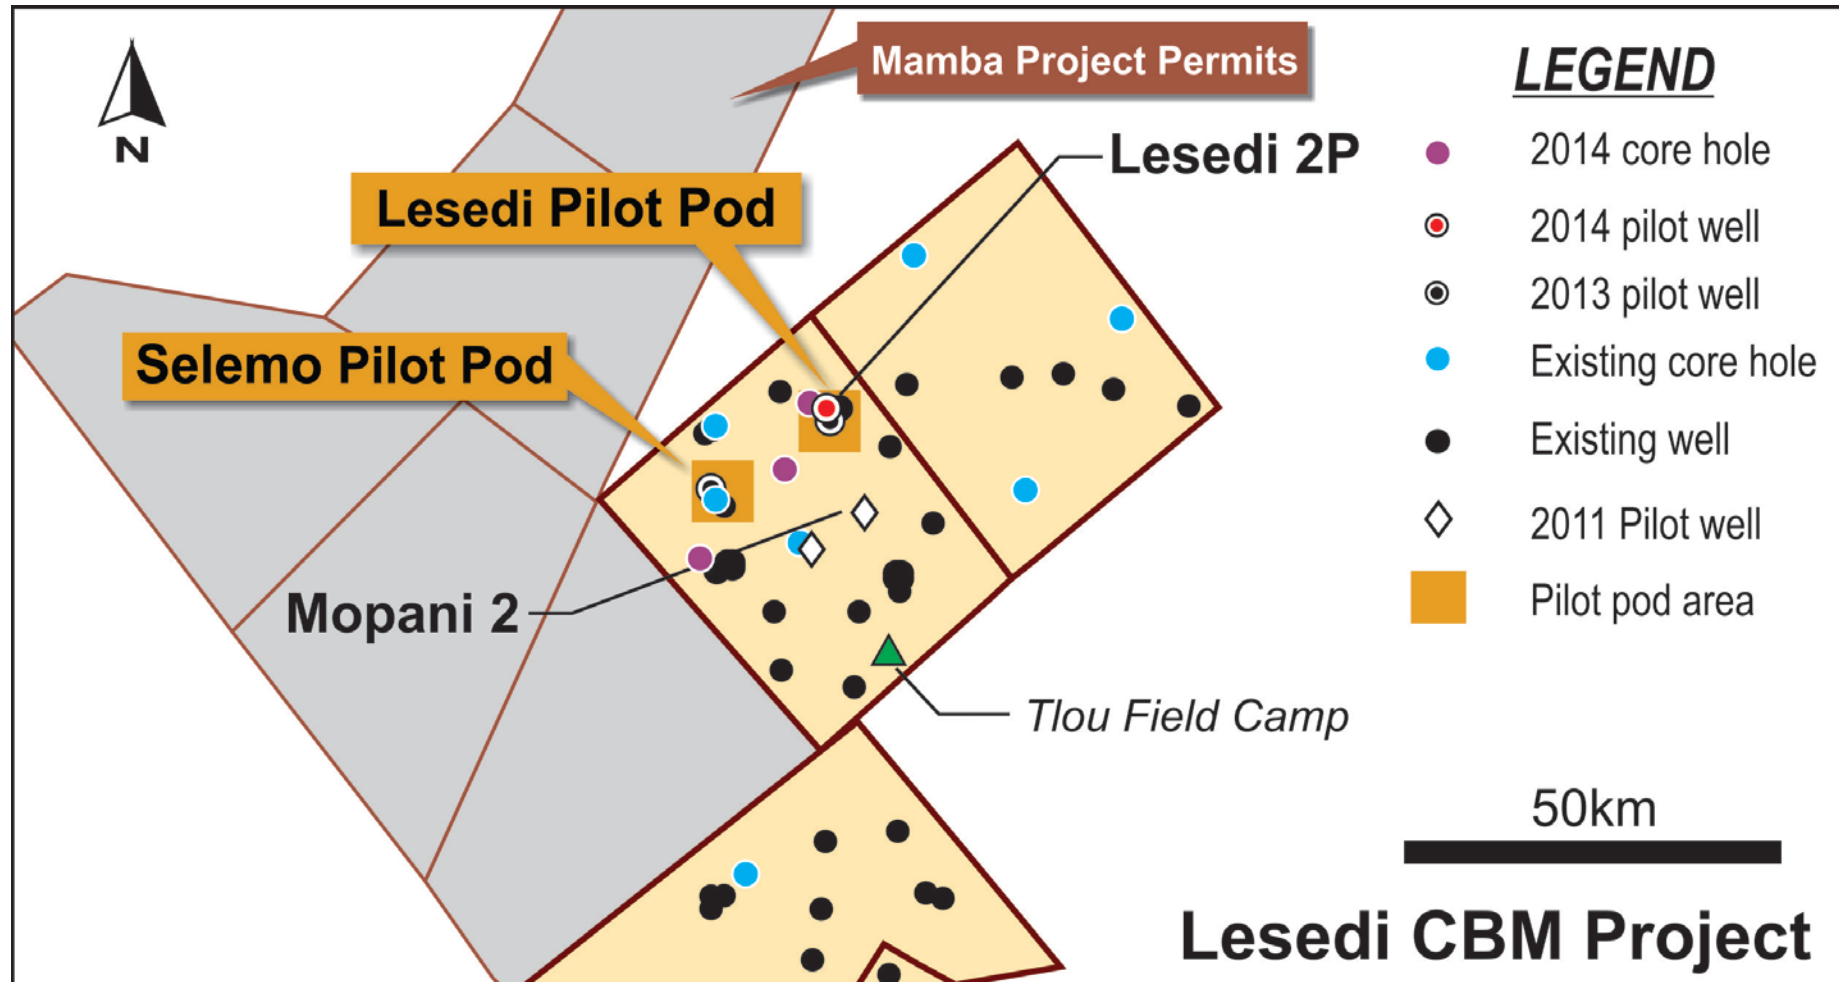 Mamba Project Permits
N
Lesedi 2P
Lesedi Pilot Pod
Selemo Pilot Pod
Mopani 2
Tlou Field Camp
LEGEND
2014 core hole
2014 pilot well
2013 pilot well
Existing core hole
Existing well
2011 Pilot well
Pilot pod area
50km
Lesedi CBM Project